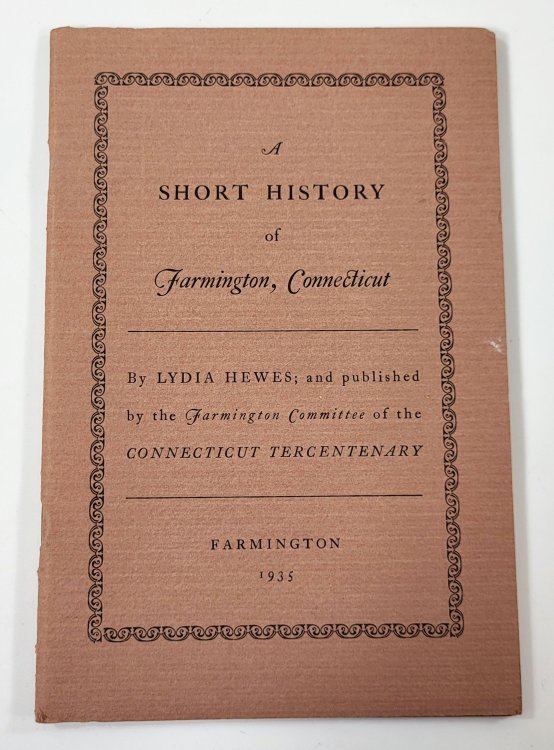 A
SHORT HISTORY
of
Farmington, Connecticut
By LYDIA HEWES; and published
by the Farmington Committee of the
CONNECTICUT TERCENTENARY
FARMINGTON
1935